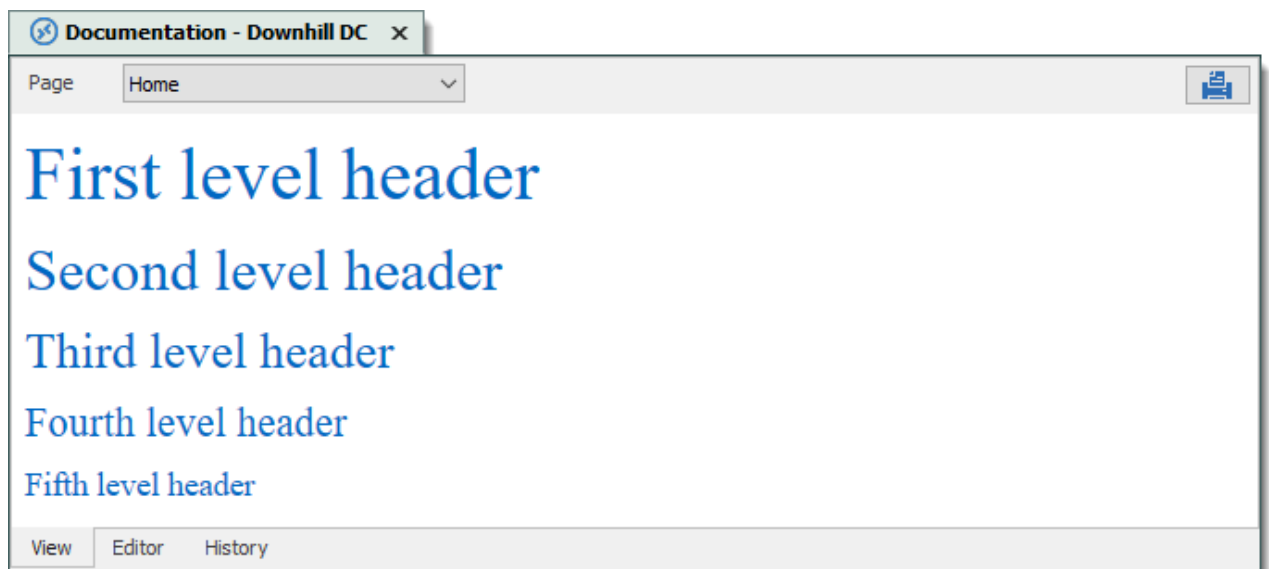 Documentation - Downhill DC
Page Home
First level header
Second level header
Third level header
Fourth level header
Fifth level header
View Editor History